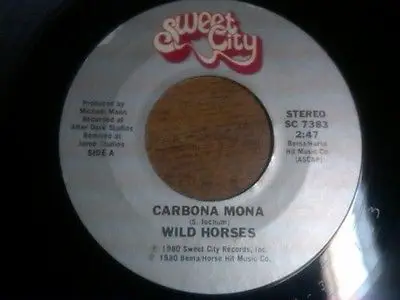 Sweet
City
Produced by
Michael Mann
Recorded at
After Dark Studios
Remixed at
Studios
SIDE A
STEREO
SC 7383
2:47
Bema/Horse
Hit Music Co.
(ASCAP)
CARBONA MONA
(S. Jochum)
WILD HORSES
℗ 1980 Sweet City Records, Inc.
© 1980 Bema/Horse Hit Music Co.